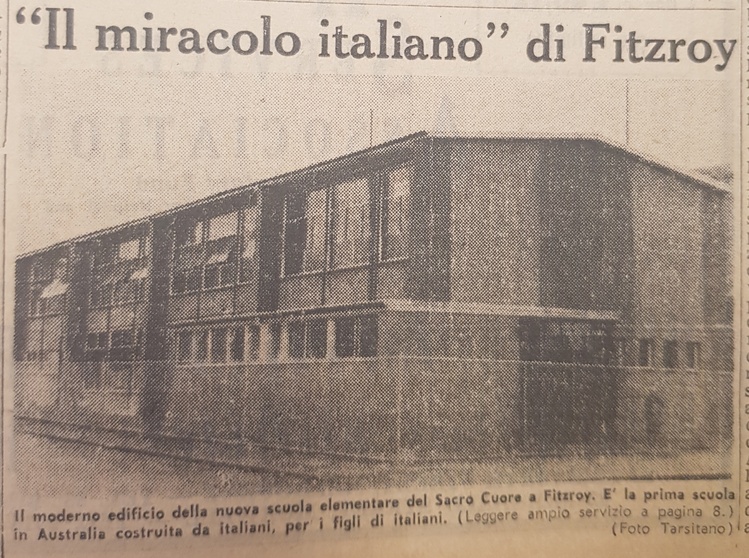 “Il miracolo italiano” di Fitzroy
Il moderno edificio della nuova scuola elementare del Sacro Cuore a Fitzroy. E' la prima scuola
in Australia costruita da italiani, per i figli di italiani. (Leggere ampio servizio a pagina 8.)
(Foto Tarsitano)